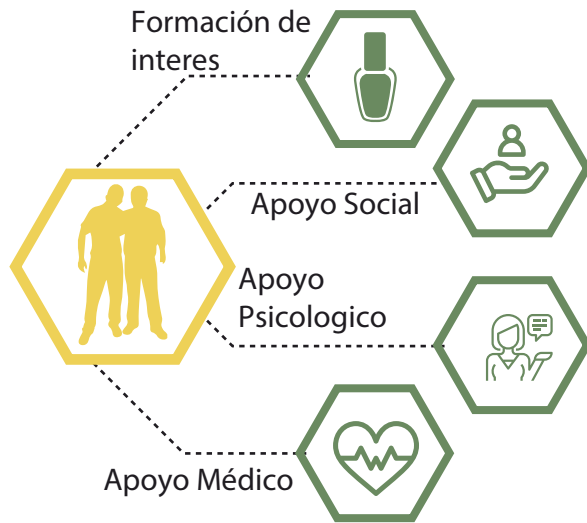 Formación de
interes
Apoyo Social
Apoyo
Psicologico
Apoyo Médico